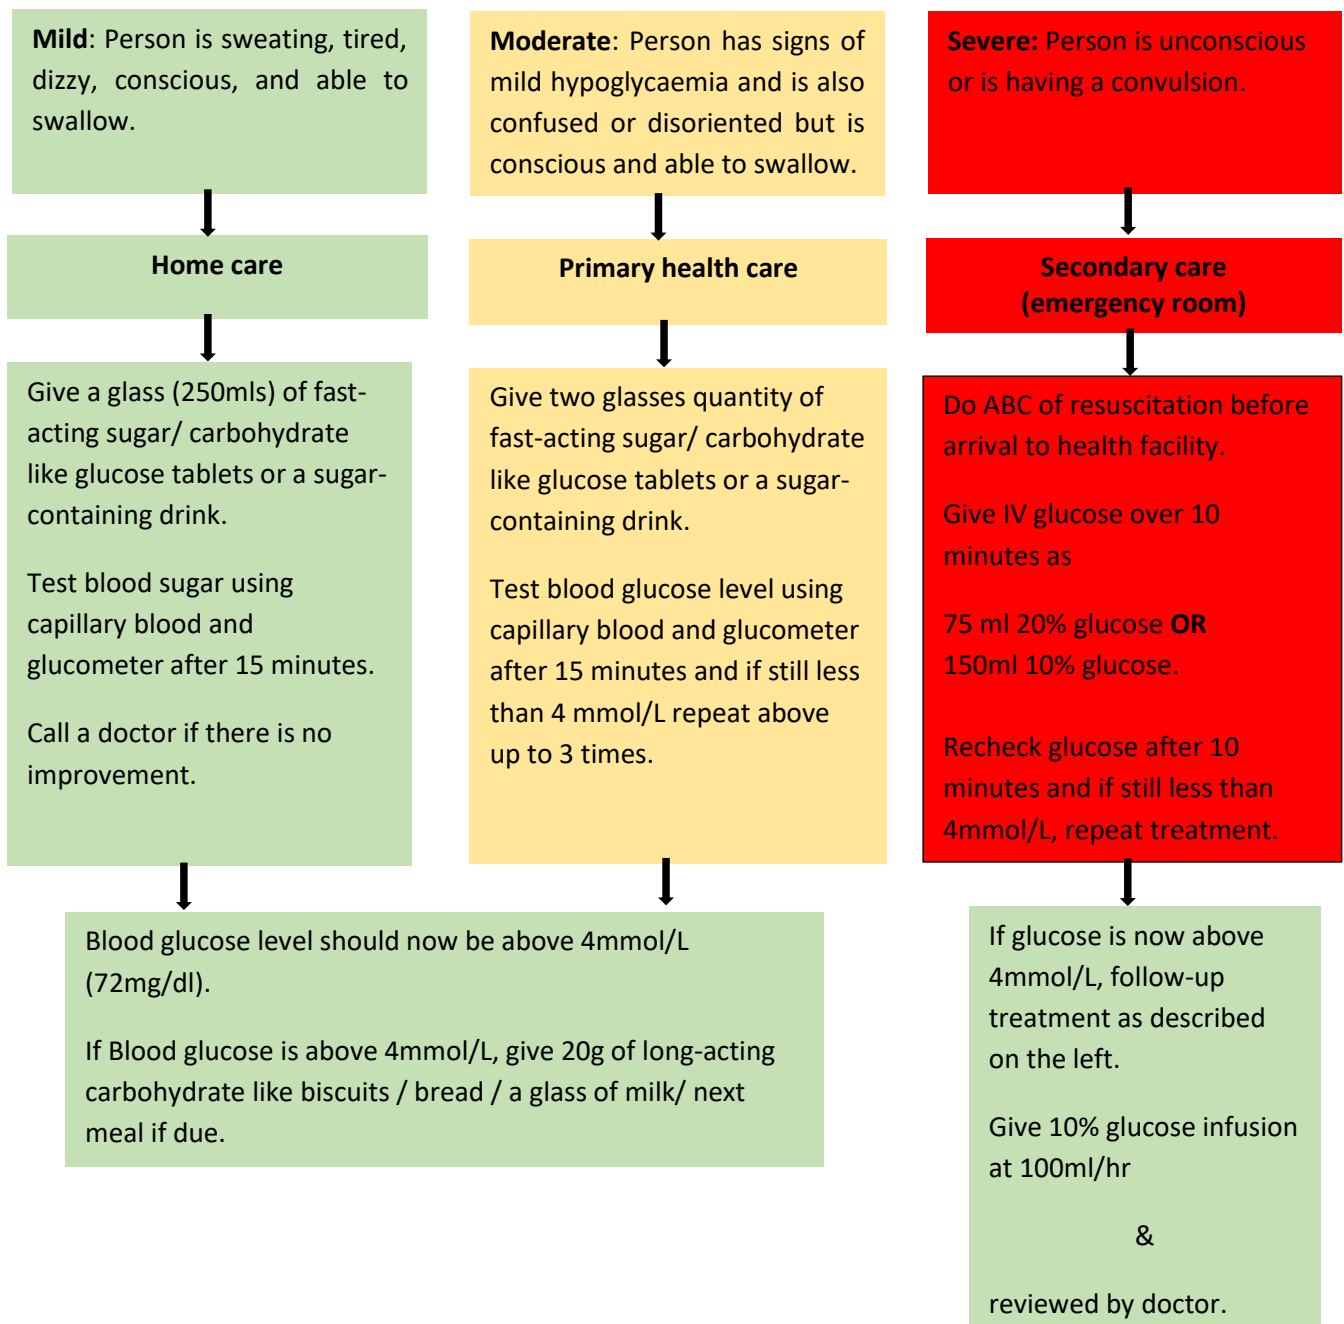 Mild: Person is sweating, tired,
dizzy, conscious, and able to
swallow.
Home care
Give a glass (250mls) of fast-
acting sugar/ carbohydrate
like glucose tablets or a sugar-
containing drink.
Test blood sugar using
capillary blood and
glucometer after 15 minutes.
Call a doctor if there is no
improvement.
Moderate: Person has signs of
mild hypoglycaemia and is also
confused or disoriented but is
conscious and able to swallow.
Primary health care
Give two glasses quantity of
fast-acting sugar/ carbohydrate
like glucose tablets or a sugar-
containing drink.
Test blood glucose level using
capillary blood and glucometer
after 15 minutes and if still less
than 4 mmol/L repeat above
up to 3 times.
Blood glucose level should now be above 4mmol/L
(72mg/dl).
If Blood glucose is above 4mmol/L, give 20g of long-acting
carbohydrate like biscuits / bread / a glass of milk/ next
meal if due.
Severe: Person is unconscious
or is having a convulsion.
Secondary care
(emergency room)
Do ABC of resuscitation before
arrival to health facility.
Give IV glucose over 10
minutes as
75 ml 20% glucose OR
150ml 10% glucose.
Recheck glucose after 10
minutes and if still less than
4mmol/L, repeat treatment.
If glucose is now above
4mmol/L, follow-up
treatment as described
on the left.
Give 10% glucose infusion
at 100ml/hr
&
reviewed by doctor.